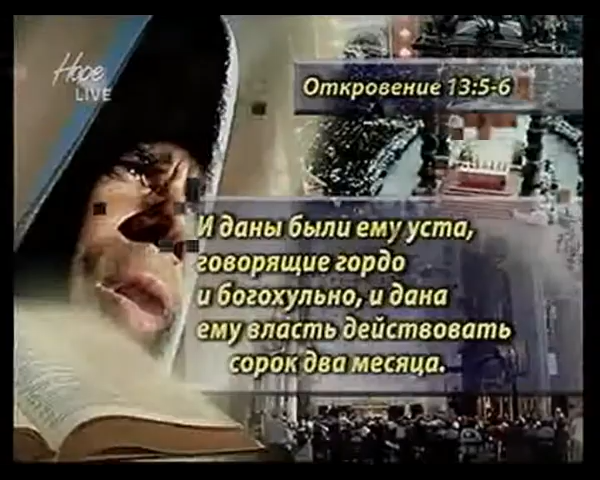 Hope
LIVE
Откровение 13:5-6
И даны были ему уста,
говорящие гордо
и богохульно, и дана
ему власть действовать
сорок два месяца.